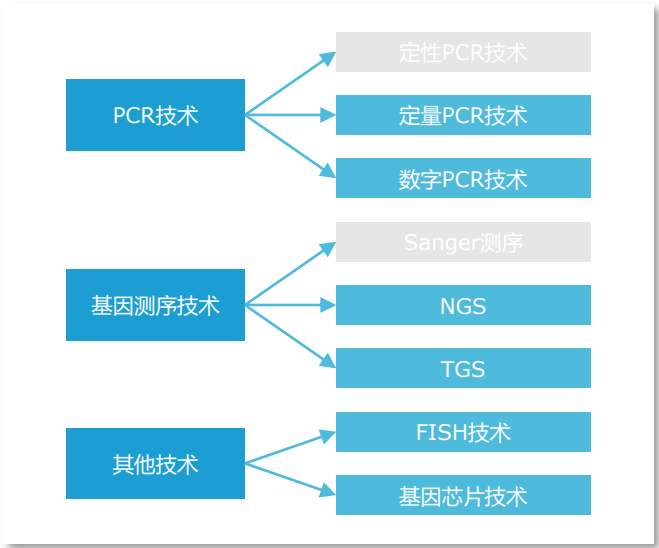 PCR技术
定性PCR技术
定量PCR技术
数字PCR技术
基因测序技术
Sanger测序
NGS
TGS
其他技术
FISH技术
基因芯片技术